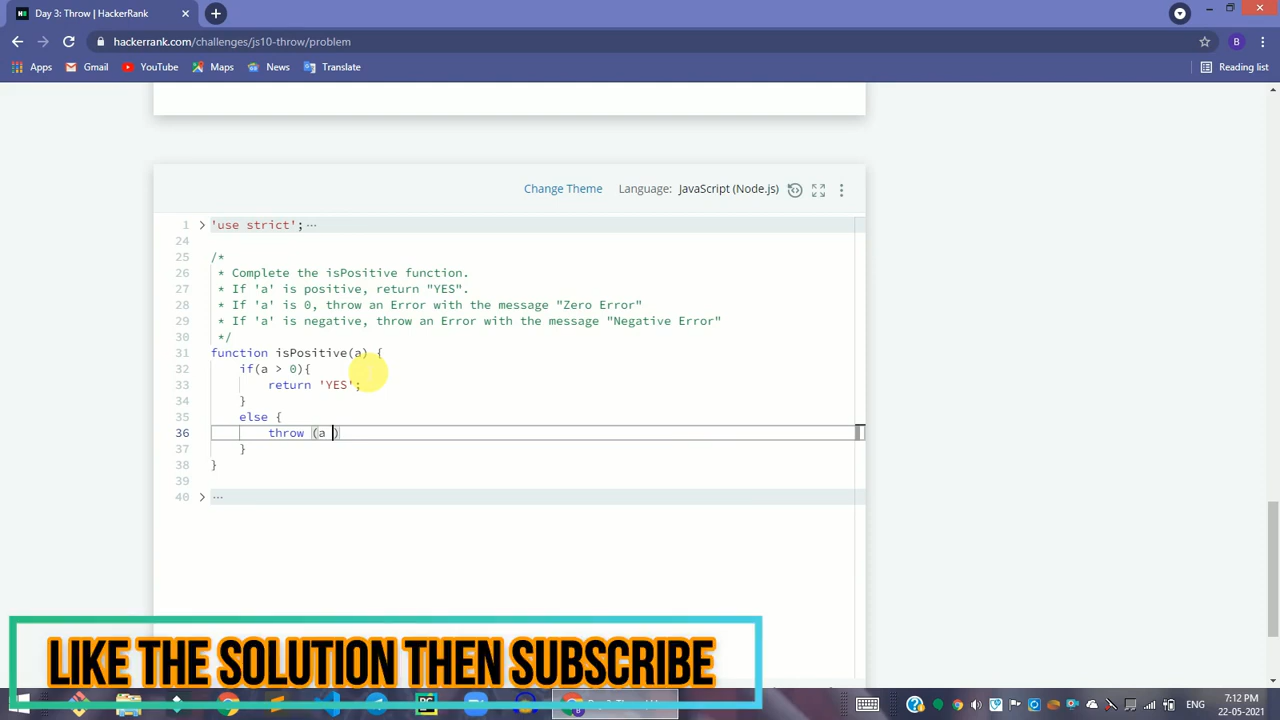 Day 3: Throw | HackerRank
hackerrank.com/challenges/js10-throw/problem
B
Apps Gmail YouTube Maps News Translate Reading list
Change Theme Language: JavaScript (Node.js)
1 'use strict'; ...
24
25 /*
26 * Complete the isPositive function.
27 * If 'a' is positive, return "YES".
28 * If 'a' is 0, throw an Error with the message "Zero Error"
29 * If 'a' is negative, throw an Error with the message "Negative Error"
30 */
31 function isPositive(a) {
32 if(a > 0){
33 return 'YES';
34 }
35 else {
36 throw (a )
37 }
38 }
39
40 ...
LIKE THE SOLUTION THEN SUBSCRIBE
ENG
7:12 PM
22-05-2021